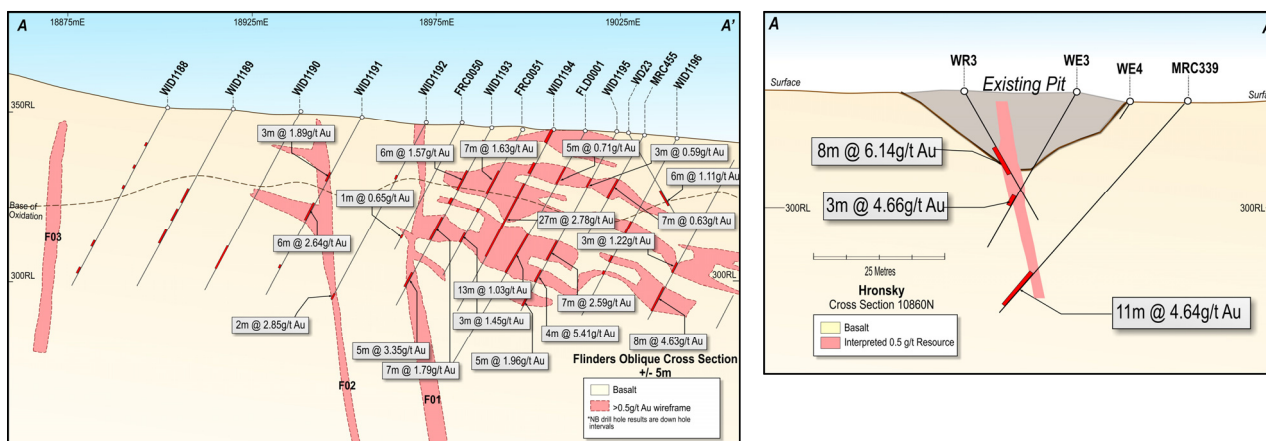 A
18875mE
18925mE
18975mE
19025mE
A'
WID1188
WID1189
WID1190
WID1191
WID1192
FRC0050
WID1193
FRC0051
WID1194
FLD0001
WID1195
WD23
MRC455
WID1196
350RL
3m @ 1.89g/t Au
6m @ 1.57g/t Au
7m @ 1.63g/t Au
5m @ 0.71g/t Au
3m @ 0.59g/t Au
6m @ 1.11g/t Au
1m @ 0.65g/t Au
Base of
Oxidation
27m @ 2.78g/t Au
7m @ 0.63g/t Au
F03
6m @ 2.64g/t Au
3m @ 1.22g/t Au
300RL
300RL
13m @ 1.03g/t Au
7m @ 2.59g/t Au
2m @ 2.85g/t Au
3m @ 1.45g/t Au
4m @ 5.41g/t Au
8m @ 4.63g/t Au
5m @ 3.35g/t Au
5m @ 1.96g/t Au
7m @ 1.79g/t Au
F02
F01
Flinders Oblique Cross Section
+/- 5m
Basalt
>0.5g/t Au wireframe
*NB drill hole results are down hole
intervals
A
A
WR3
Existing Pit
WE3
WE4
MRC339
Surface
Surf
8m @ 6.14g/t Au
3m @ 4.66g/t Au
300RL
300RL
25 Metres
Hronsky
Cross Section 10860N
Basalt
Interpreted 0.5 g/t Resource
11m @ 4.64g/t Au